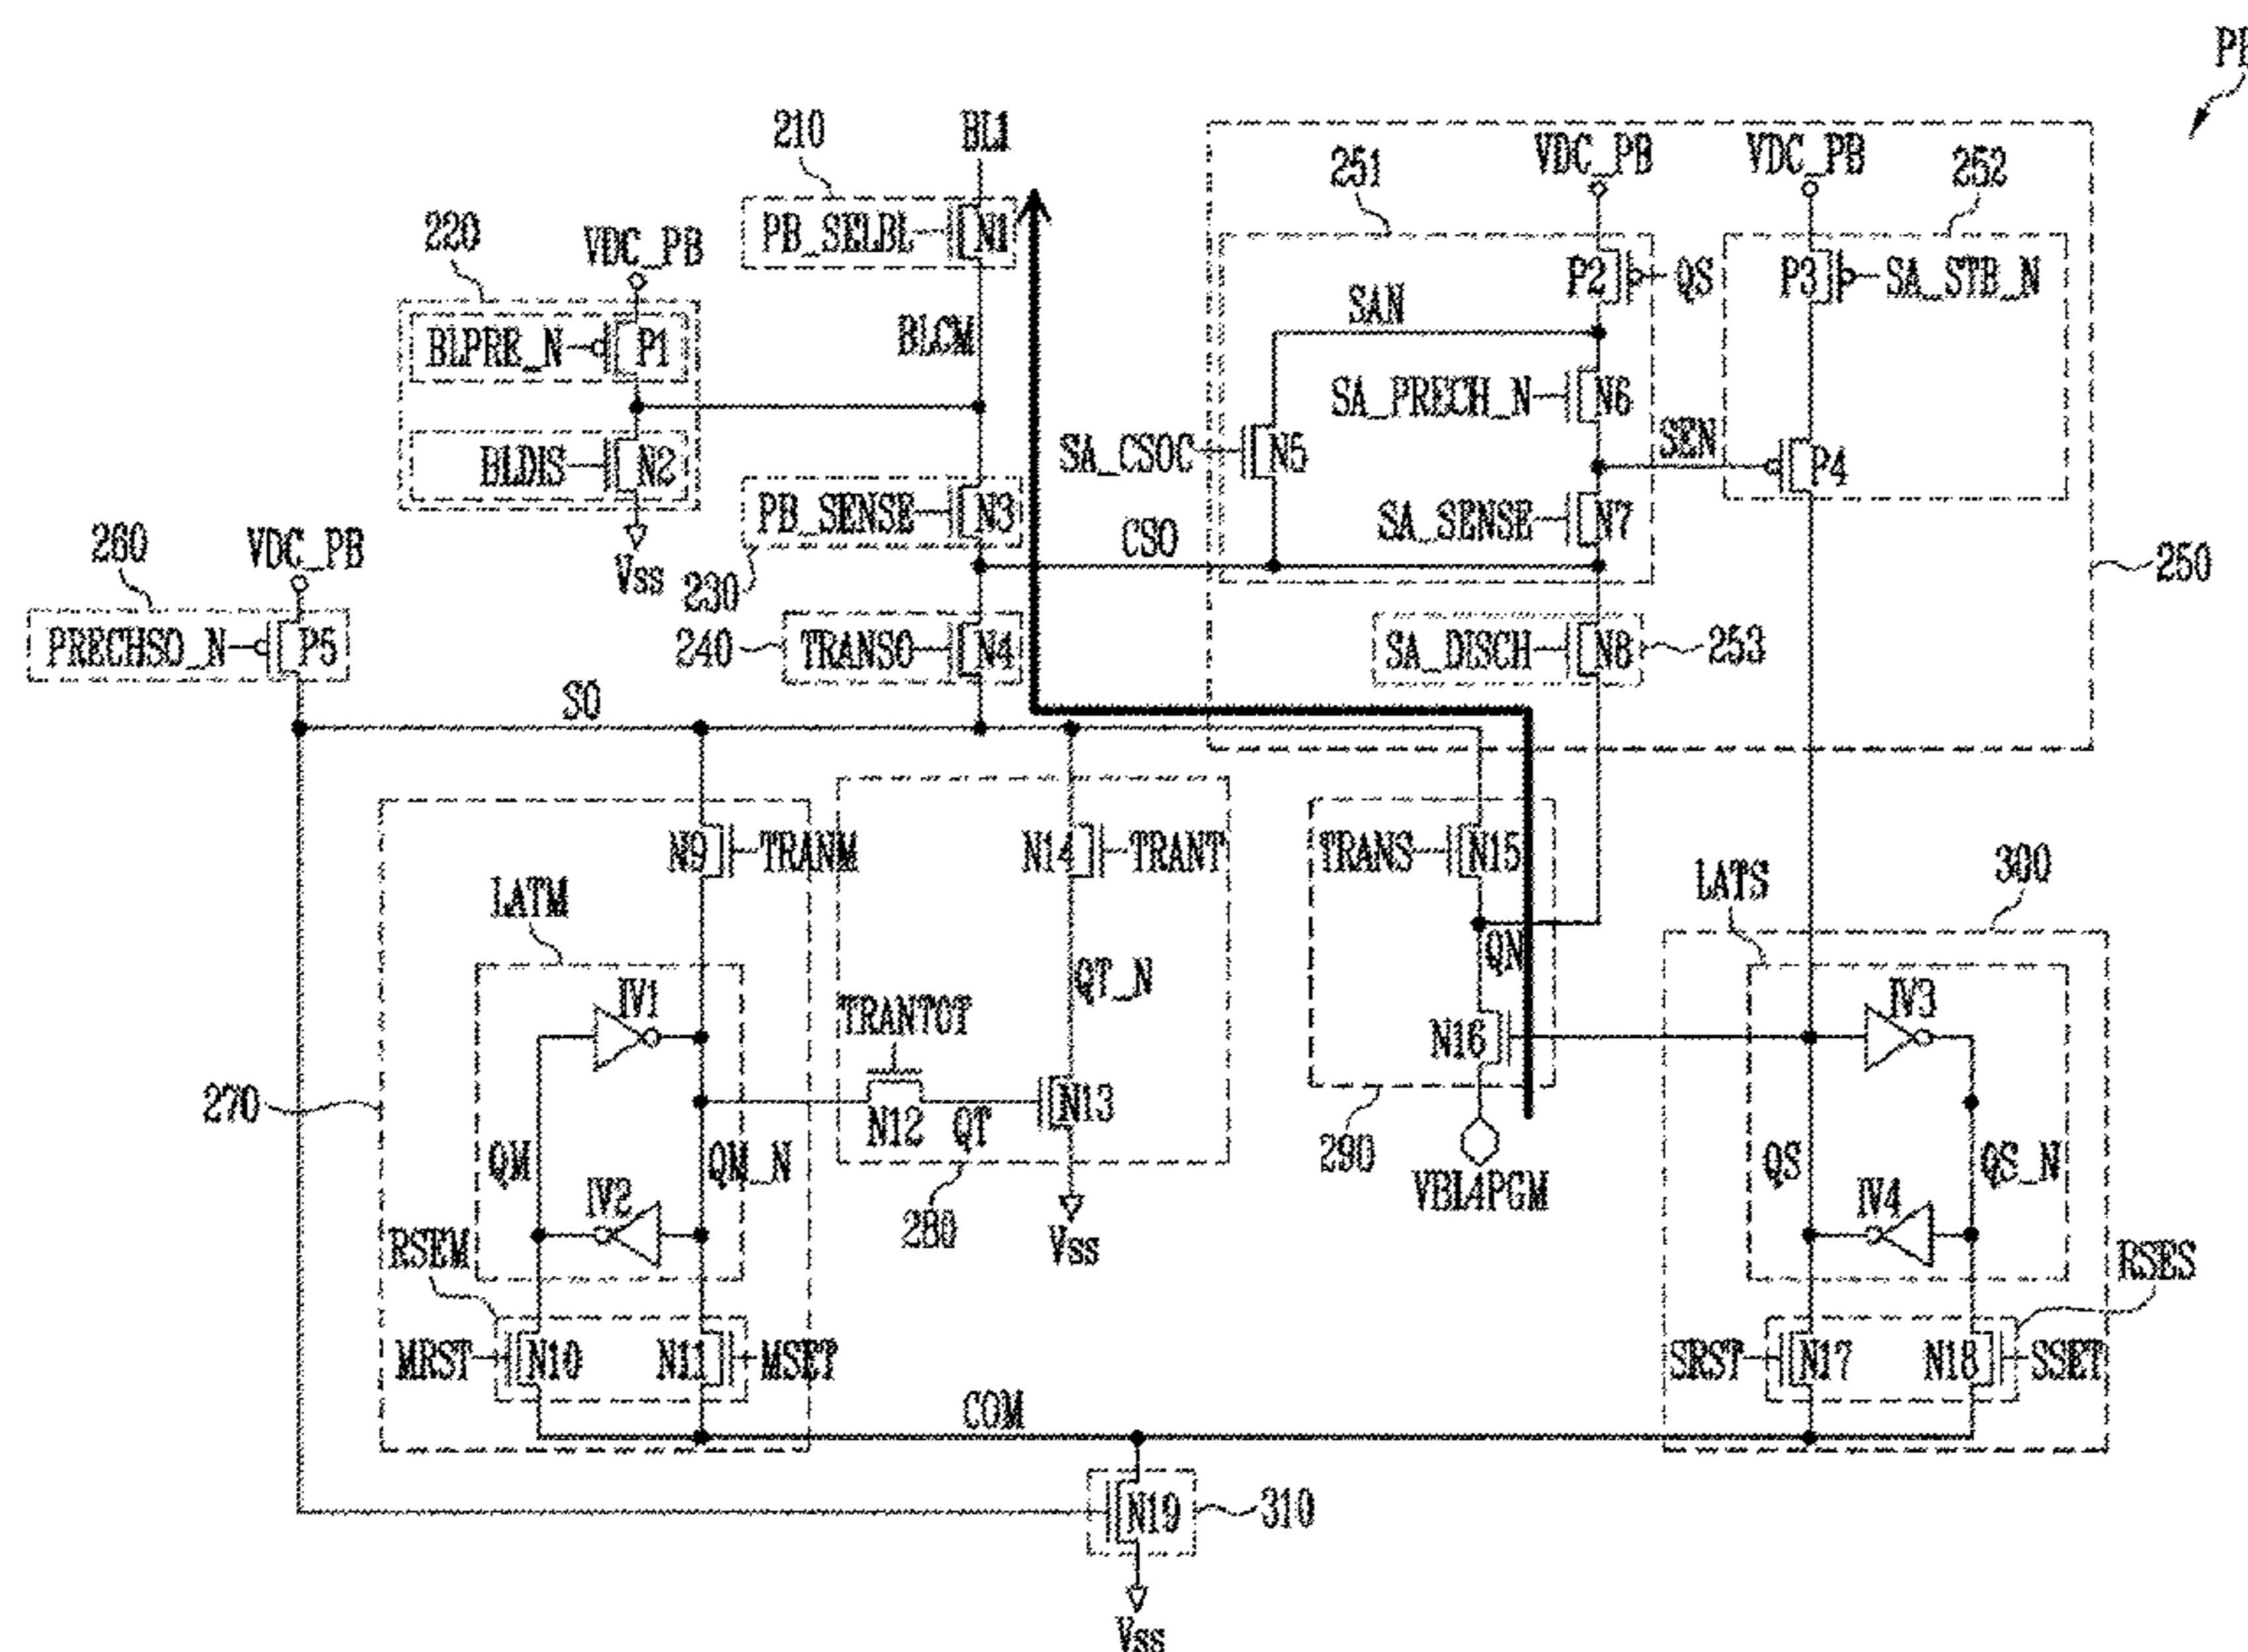 210
BL1
VDC_PB
VDC_PB
251
252
220
VDC_PB
PB_SELBL
N1
P2
QS
P3
SA_STB_N
SAN
BLPRE_N
P1
BLCM
SA_PRECH_N
N6
SEN
BLDIS
N2
SA_CSOC
N5
P4
PB_SENSE
N3
SA_SENSE
N7
260
VDC_PB
Vss
230
CSO
250
PRECHSO_N
P5
240
TRANSO
N4
SA_DISCH
N8
253
SO
N9
TRANM
N14
TRANT
TRANS
N15
300
LATM
LATS
QN
QT_N
IV1
TRANTOT
N16
IV3
270
N12
QT
N13
290
QM
QM_N
QS
QS_N
IV2
VBL4PGM
IV4
280
RSEM
Vss
RSES
MRST
N10
N11
MSET
SRST
N17
N18
SSET
COM
N19
310
Vss